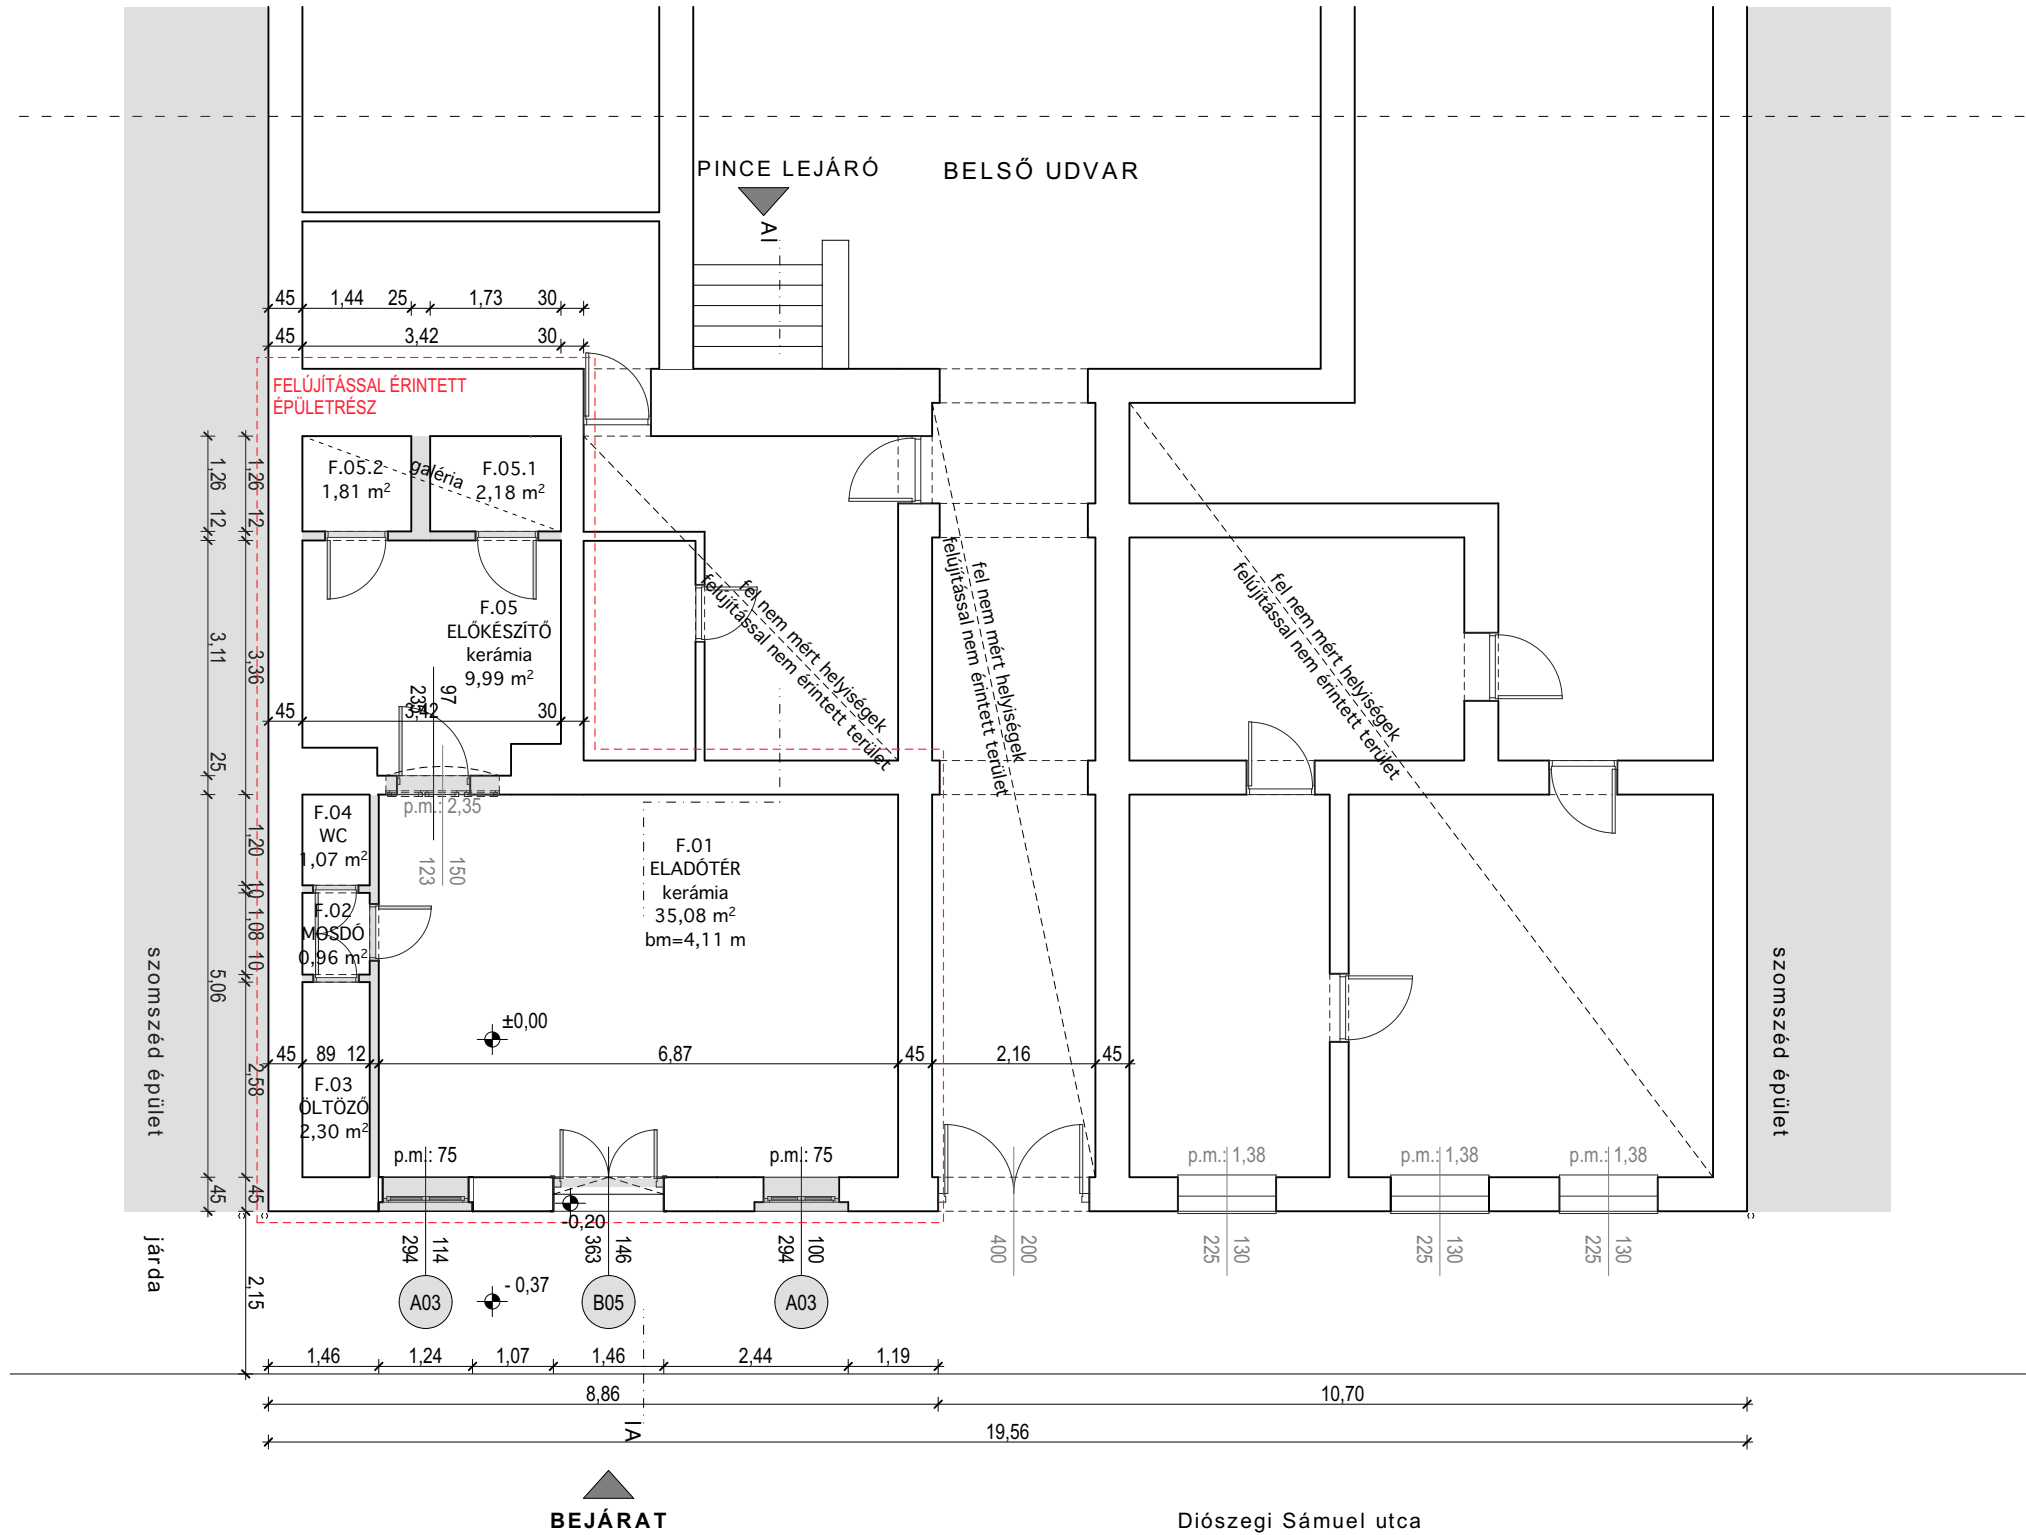 PINCE LEJÁRÓ
BELSŐ UDVAR
AI
45 1,44 25 1,73 30
45 3,42 30
FELÚJÍTÁSSAL ÉRINTETT
ÉPÜLETRÉSZ
F.05.2
1,81 m²
galéria
F.05.1
2,18 m²
1,26
12
3,11
25
5,06
45
1,26
12
3,36
1,20
10
1,08
10
2,58
45
2,15
F.05
ELŐKÉSZÍTŐ
kerámia
9,99 m²
97
45 3,42 30
p.m.: 2,35
150
123
fel nem mért helyiségek
felújítással nem érintett terület
fel nem mért helyiségek
felújítással nem érintett terület
fel nem mért helyiségek
felújítással nem érintett terület
F.04
WC
1,07 m²
F.01
ELADÓTÉR
kerámia
35,08 m²
bm=4,11 m
F.02
MOSDÓ
0,96 m²
±0,00
45 89 12 6,87 45 2,16 45
F.03
ÖLTÖZŐ
2,30 m²
p.m.: 75
p.m.: 75
p.m.: 1,38
p.m.: 1,38
p.m.: 1,38
szomszéd épület
szomszéd épület
járda
-0,20
114
294
146
363
100
294
200
400
130
225
130
225
130
225
A03
- 0,37
B05
A03
1,46 1,24 1,07 1,46 2,44 1,19
8,86 10,70
19,56
IA
BEJÁRAT
Diószegi Sámuel utca